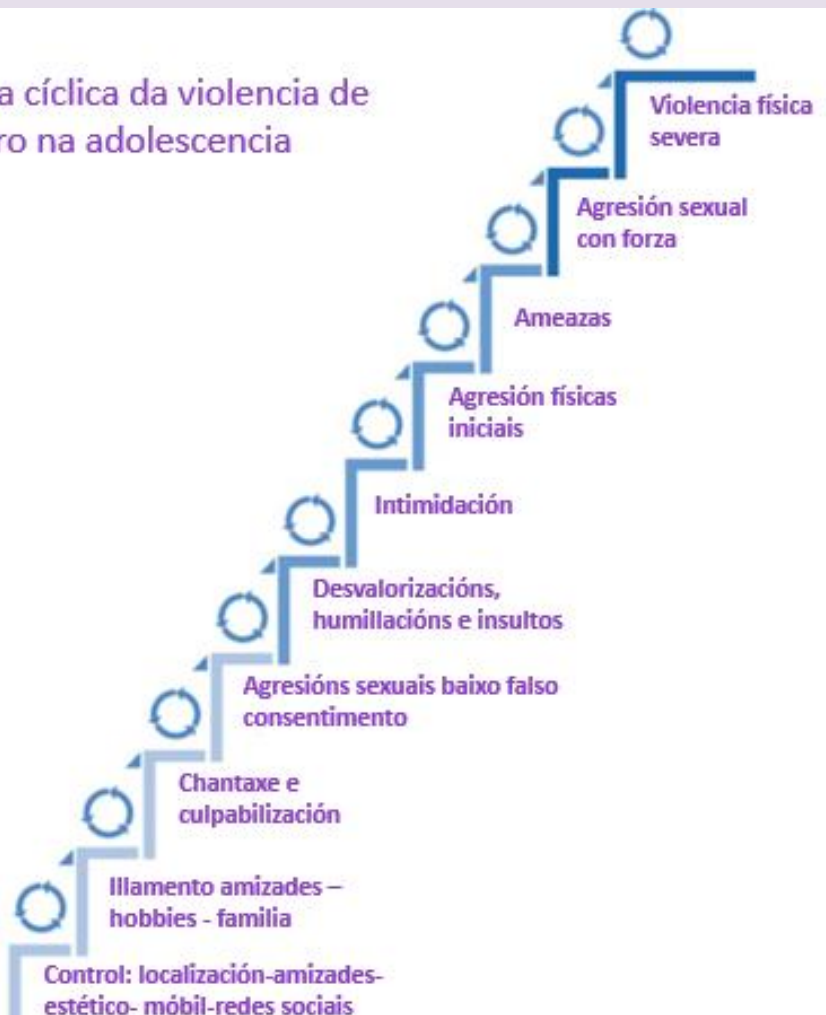 a cíclica da violencia de
ro na adolescencia
Violencia física
severa
Agresión sexual
con forza
Ameazas
Agresión físicas
iniciais
Intimidación
Desvalorizacións,
humillacións e insultos
Agresións sexuais baixo falso
consentimento
Chantaxe e
culpabilización
Illamento amizades –
hobbies - familia
Control: localización-amizades-
estético- móbil-redes sociais